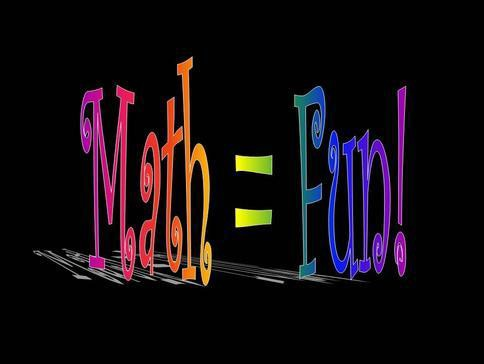 Math = Fun!